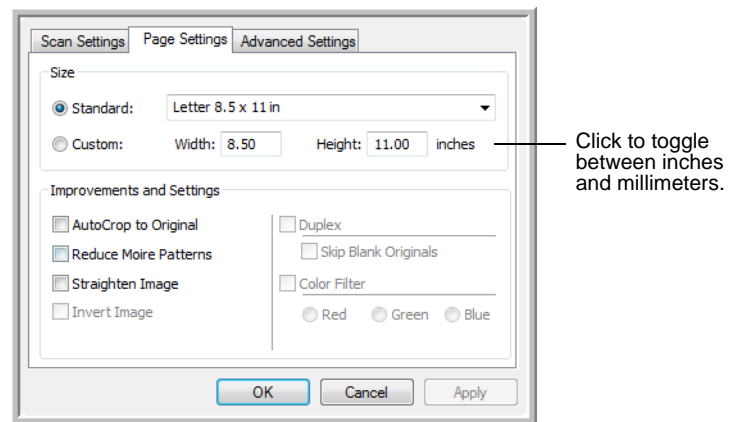 Scan Settings Page Settings Advanced Settings
Size
Standard: Letter 8.5 x 11 in
Custom: Width: 8.50 Height: 11.00 inches
Click to toggle
between inches
and millimeters.
Improvements and Settings
AutoCrop to Original
Reduce Moire Patterns
Straighten Image
Invert Image
Duplex
Skip Blank Originals
Color Filter
Red Green Blue
OK Cancel Apply